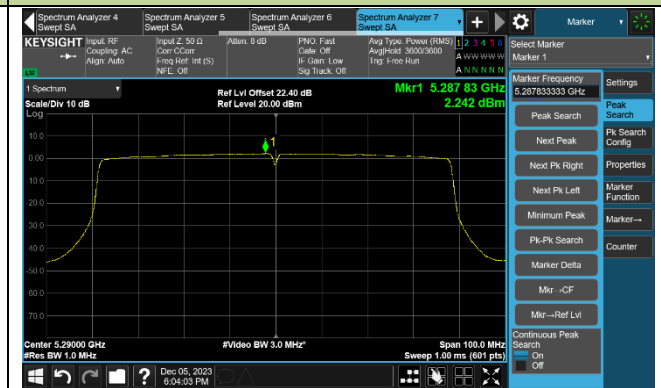 Spectrum Analyzer 4
Swept SA
Spectrum Analyzer 5
Swept SA
Spectrum Analyzer 6
Swept SA
Spectrum Analyzer 7
Swept SA
+
Marker
KEYSIGHT
Input: RF
Coupling: AC
Align: Auto
Input Z: 50 Ω
Corr CCorr
Freq Ref: Int (S)
NFE: Off
Atten: 8 dB
PNO: Fast
Gate: Off
IF Gain: Low
Sig Track: Off
Avg Type: Power (RMS)
Avg|Hold: 3600/3600
Trig: Free Run
1 2 3 4 5 6
A W W W W W
A N N N N N
LV
Select Marker
Marker 1
1 Spectrum
Scale/Div 10 dB
Log
Ref Lvl Offset 22.40 dB
Ref Level 20.00 dBm
Mkr1 5.287 83 GHz
2.242 dBm
1
10.0
0.00
-10.0
-20.0
-30.0
-40.0
-50.0
-60.0
-70.0
Center 5.29000 GHz
#Res BW 1.0 MHz
#Video BW 3.0 MHz*
Span 100.0 MHz
Sweep 1.00 ms (601 pts)
Marker Frequency
5.287833333 GHz
Peak Search
Next Peak
Next Pk Right
Next Pk Left
Minimum Peak
Pk-Pk Search
Marker Delta
Mkr→CF
Mkr→Ref Lvl
Continuous Peak
Search
On
Off
Settings
Peak
Search
Pk Search
Config
Properties
Marker
Function
Marker→
Counter
?
Dec 05, 2023
6:04:03 PM